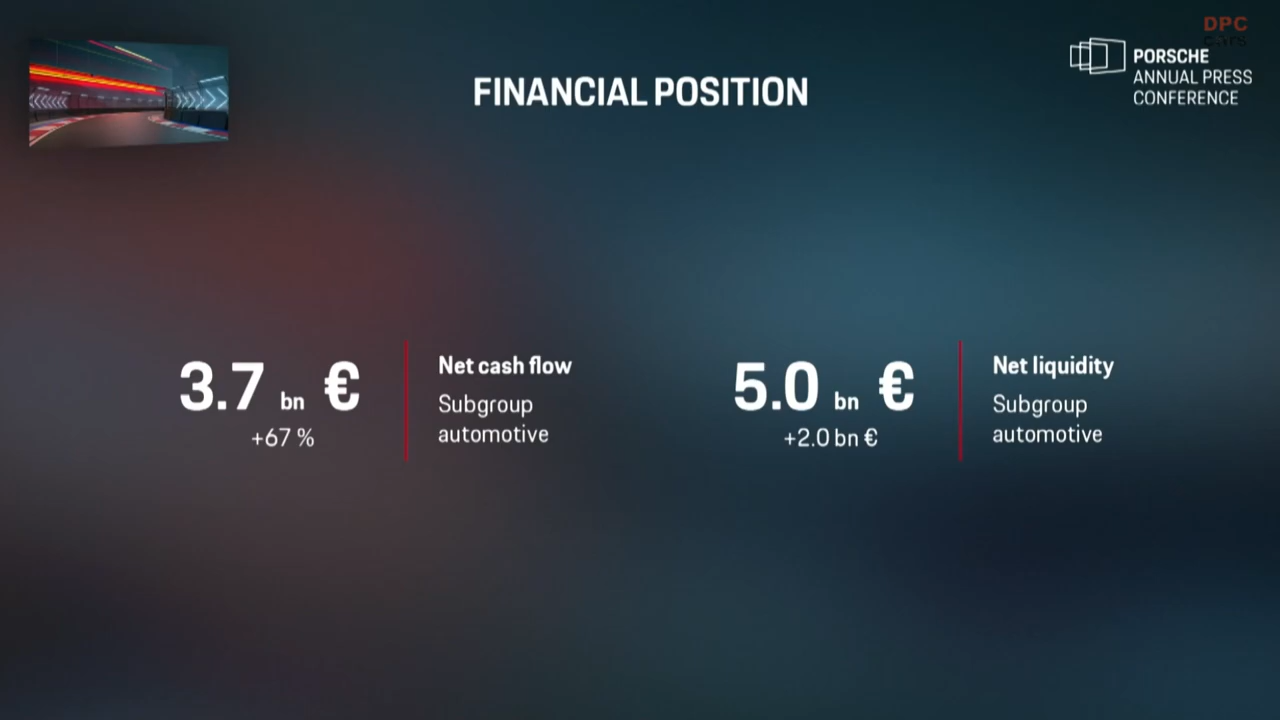 DPC
cars
PORSCHE
ANNUAL PRESS
CONFERENCE
FINANCIAL POSITION
3.7 bn €
+67 %
Net cash flow
Subgroup
automotive
5.0 bn €
+2.0 bn €
Net liquidity
Subgroup
automotive